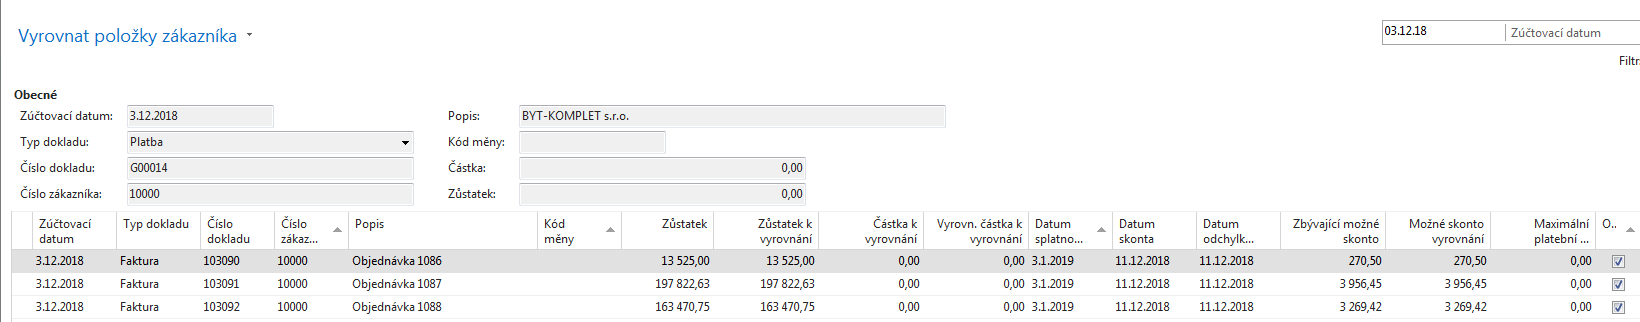 Vyrovnat položky zákazníka
03.12.18 Zúčtovací datum
Filtr
Obecné
Zúčtovací datum: 3.12.2018 Popis: BYT-KOMPLET s.r.o.
Typ dokladu: Platba Kód měny:
Číslo dokladu: G00014 Částka: 0,00
Číslo zákazníka: 10000 Zůstatek: 0,00
Zúčtovací datum Typ dokladu Číslo dokladu Číslo zákaz... Popis Kód měny Zůstatek Zůstatek k vyrovnání Částka k vyrovnání Vyrovn. částka k vyrovnání Datum splatno... Datum skonta Datum odchylk... Zbývající možné skonto Možné skonto vyrovnání Maximální platební ... O..
3.12.2018 Faktura 103090 10000 Objednávka 1086 13 525,00 13 525,00 0,00 0,00 3.1.2019 11.12.2018 11.12.2018 270,50 270,50 0,00
3.12.2018 Faktura 103091 10000 Objednávka 1087 197 822,63 197 822,63 0,00 0,00 3.1.2019 11.12.2018 11.12.2018 3 956,45 3 956,45 0,00
3.12.2018 Faktura 103092 10000 Objednávka 1088 163 470,75 163 470,75 0,00 0,00 3.1.2019 11.12.2018 11.12.2018 3 269,42 3 269,42 0,00